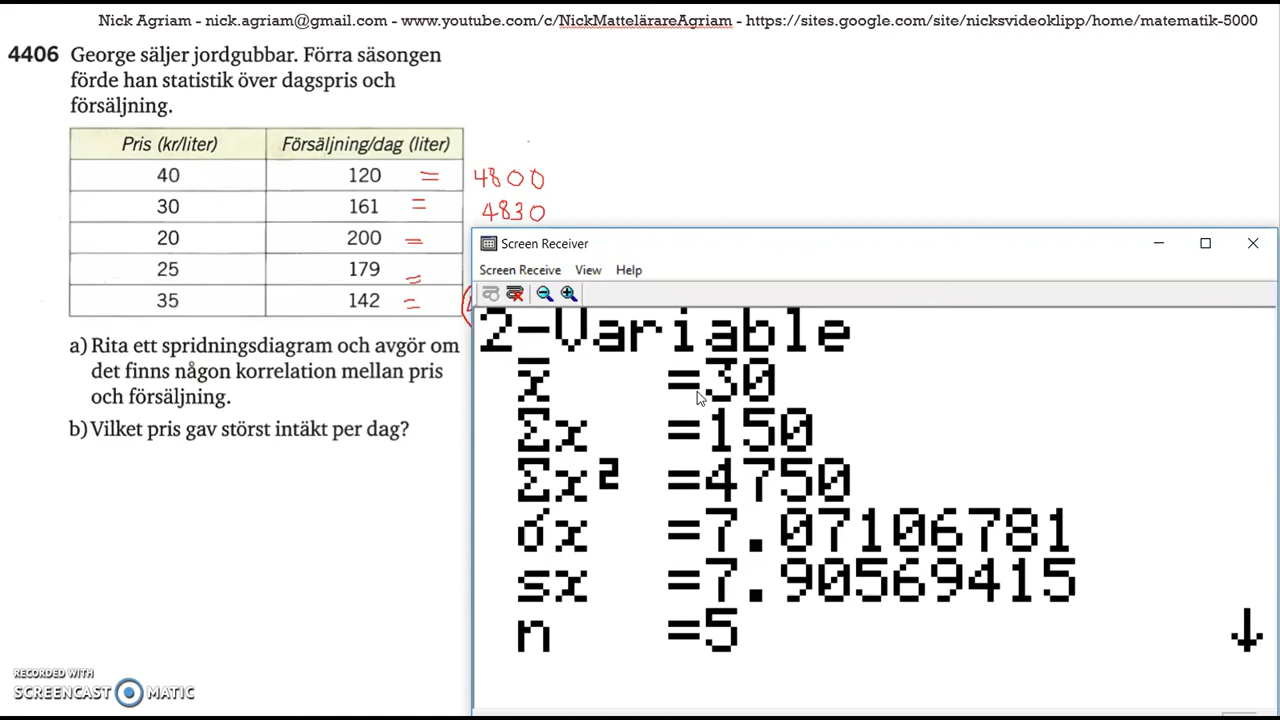 Nick Agriam - nick.agriam@gmail.com - www.youtube.com/c/NickMattelärareAgriam - https://sites.google.com/site/nicksvideoklipp/home/matematik-5000
4406 George säljer jordgubbar. Förra säsongen
förde han statistik över dagspris och
försäljning.
Pris (kr/liter) Försäljning/dag (liter)
40 120 = 4800
30 161 = 4830
20 200 =
25 179 =
35 142 =
a) Rita ett spridningsdiagram och avgör om
det finns någon korrelation mellan pris
och försäljning.
b) Vilket pris gav störst intäkt per dag?
Screen Receiver
Screen Receive View Help
2-Variable
x̄ =30
Σx =150
Σx² =4750
σx =7.07106781
sx =7.90569415
n =5
RECORDED WITH
SCREENCAST MATIC